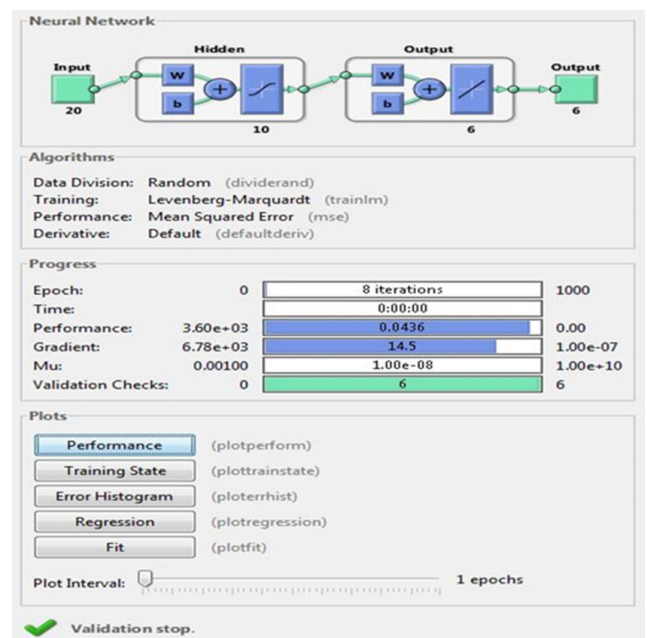 Neural Network
Hidden Output
Input W b + W b + Output
20 10 6 6
Algorithms
Data Division: Random (dividerand)
Training: Levenberg-Marquardt (trainlm)
Performance: Mean Squared Error (mse)
Derivative: Default (defaultderiv)
Progress
Epoch: 0 8 iterations 1000
Time: 0:00:00
Performance: 3.60e+03 0.0436 0.00
Gradient: 6.78e+03 14.5 1.00e-07
Mu: 0.00100 1.00e-08 1.00e+10
Validation Checks: 0 6 6
Plots
Performance (plotperform)
Training State (plottrainstate)
Error Histogram (ploterrhist)
Regression (plotregression)
Fit (plotfit)
Plot Interval: 1 epochs
Validation stop.